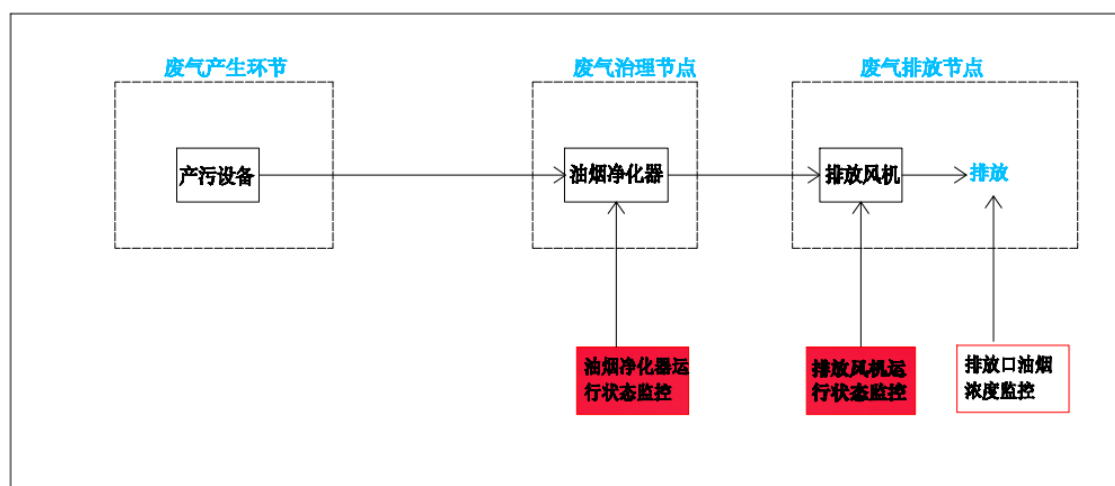 废气产生环节
废气治理节点
废气排放节点
产污设备
油烟净化器
排放风机
排放
油烟净化器运
行状态监控
排放风机运
行状态监控
排放口油烟
浓度监控